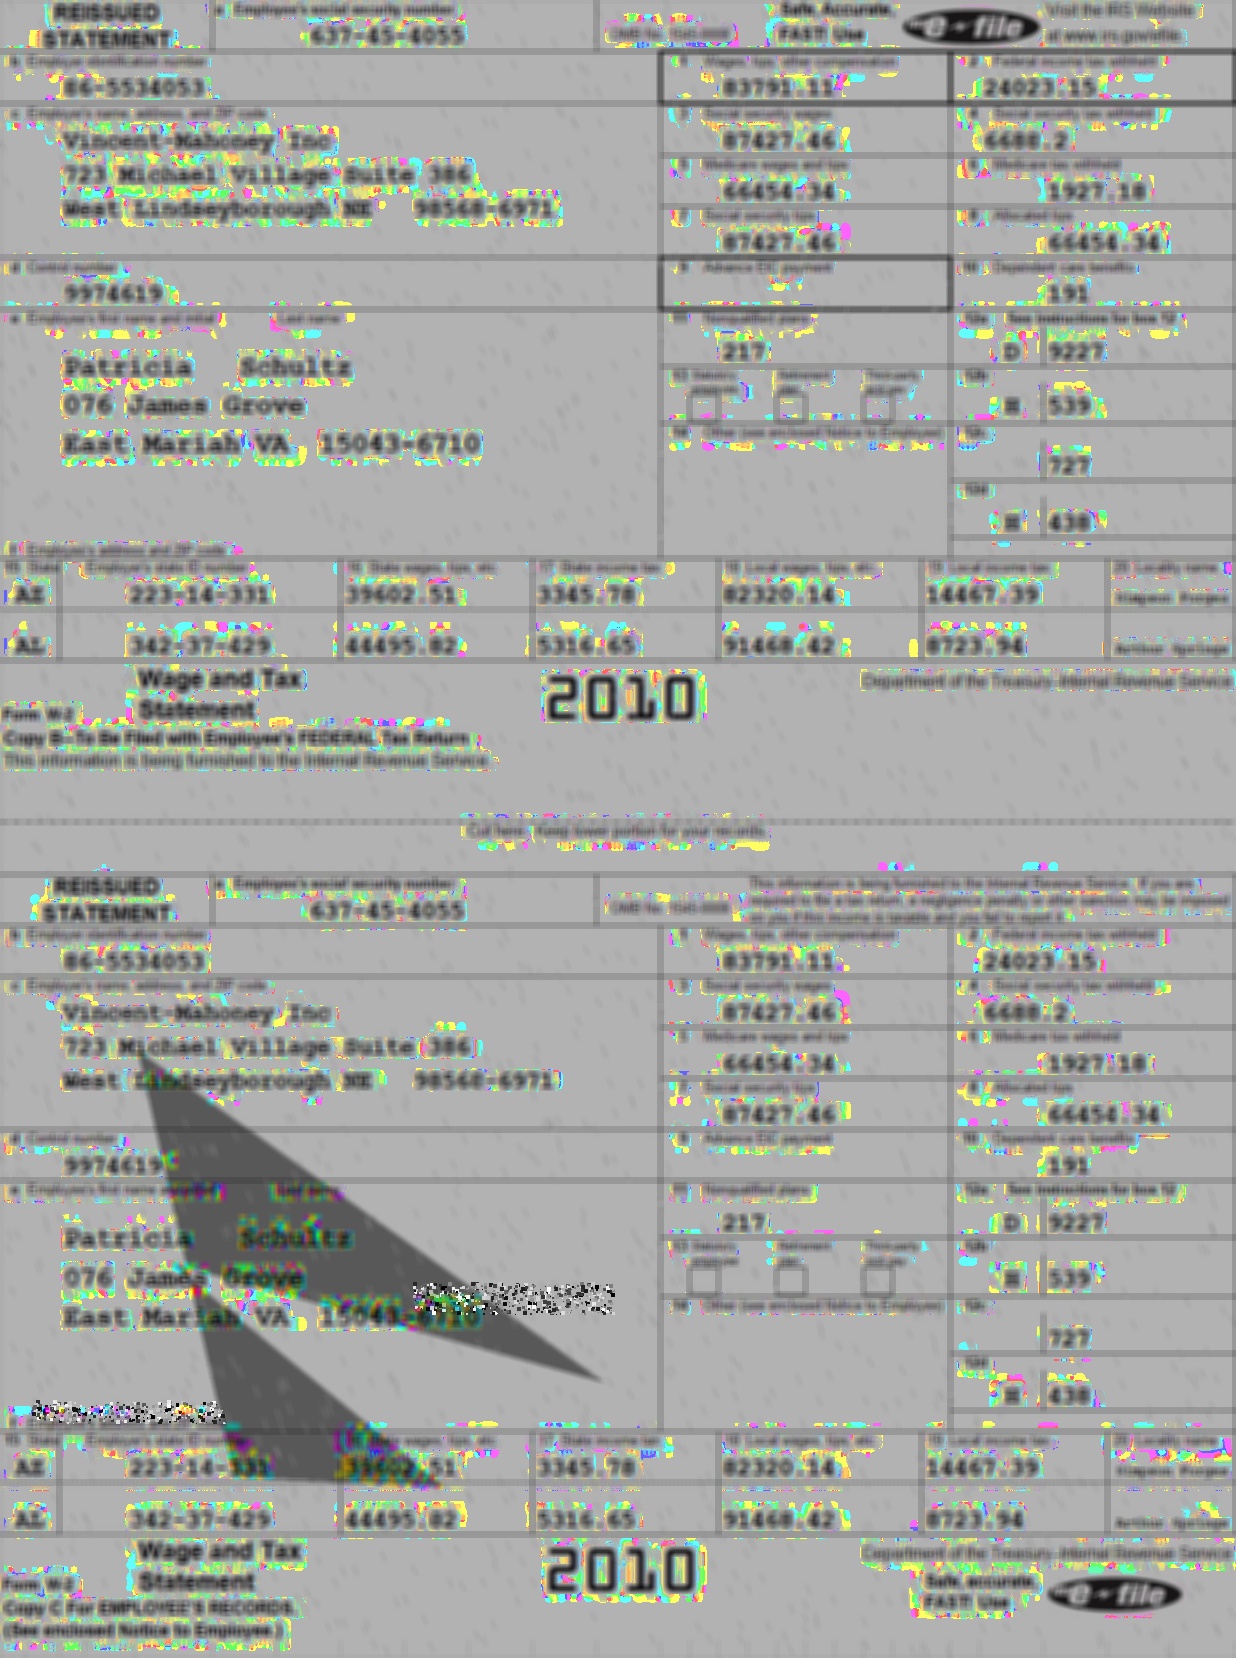 REISSUED STATEMENT
a Employee's social security number
637-45-4055
Safe, Accurate, FAST! Use
e-file
Visit the IRS Website at www.irs.gov/efile
b Employer identification number
86-5534053
1 Wages, tips, other compensation
83791.11
2 Federal income tax withheld
24023.15
c Employer's name, address, and ZIP code
Vincent-Mahoney Inc
723 Michael Village Suite 386
West Lindseyborough NE 98568-6971
3 Social security wages
87427.46
4 Social security tax withheld
6688.2
5 Medicare wages and tips
66454.34
6 Medicare tax withheld
1927.18
7 Social security tips
87427.46
8 Allocated tips
66454.34
d Control number
9974619
9 Advance EIC payment
10 Dependent care benefits
191
e Employee's first name and initial Last name
Patricia Schultz
076 James Grove
East Mariah VA 15043-6710
11 Nonqualified plans
217
12a See instructions for box 12
D 9227
13 Statutory employee Retirement plan Third-party sick pay
12b
539
14 Other (see enclosed Notice to Employee)
12c
727
12d
438
f Employee's address and ZIP code
15 State Employer's state ID number 16 State wages, tips, etc. 17 State income tax 18 Local wages, tips, etc. 19 Local income tax 20 Locality name
223-14-331 39602.51 3345.78 82320.14 14467.39
AL 342-37-429 44495.82 5316.65 91468.42 8723.94
Wage and Tax Statement
Form W-2
2010
Department of the Treasury-Internal Revenue Service
Copy B-To Be Filed with Employee's FEDERAL Tax Return
This information is being furnished to the Internal Revenue Service.
Cut here. Keep lower portion for your records.
REISSUED STATEMENT
a Employee's social security number
637-45-4055
This information is being furnished to the Internal Revenue Service. If you are
required to file a tax return, a negligence penalty or other sanction may be imposed
on you if this income is taxable and you fail to report it.
b Employer identification number
86-5534053
1 Wages, tips, other compensation
83791.11
2 Federal income tax withheld
24023.15
c Employer's name, address, and ZIP code
Vincent-Mahoney Inc
723 Michael Village Suite 386
West Lindseyborough NE 98568-6971
3 Social security wages
87427.46
4 Social security tax withheld
6688.2
5 Medicare wages and tips
66454.34
6 Medicare tax withheld
1927.18
7 Social security tips
87427.46
8 Allocated tips
66454.34
d Control number
9974619
9 Advance EIC payment
10 Dependent care benefits
191
e Employee's first name
Patricia Schultz
076 James Grove
East Mariah VA 15043-6710
11 Nonqualified plans
217
12a See instructions for box 12
D 9227
13 Statutory employee Retirement plan Third-party sick pay
12b
539
14 Other (see enclosed Notice to Employee)
12c
727
12d
438
15 State Employer's state ID 16 State wages, tips, etc. 17 State income tax 18 Local wages, tips, etc. 19 Local income tax 20 Locality name
223-14-331 39602.51 3345.78 82320.14 14467.39
AL 342-37-429 44495.82 5316.65 91468.42 8723.94
Wage and Tax Statement
Form W-2
2010
Department of the Treasury-Internal Revenue Service
Copy C For EMPLOYEE'S RECORDS
(See enclosed Notice to Employee.)
Safe, accurate, FAST! Use
e-file